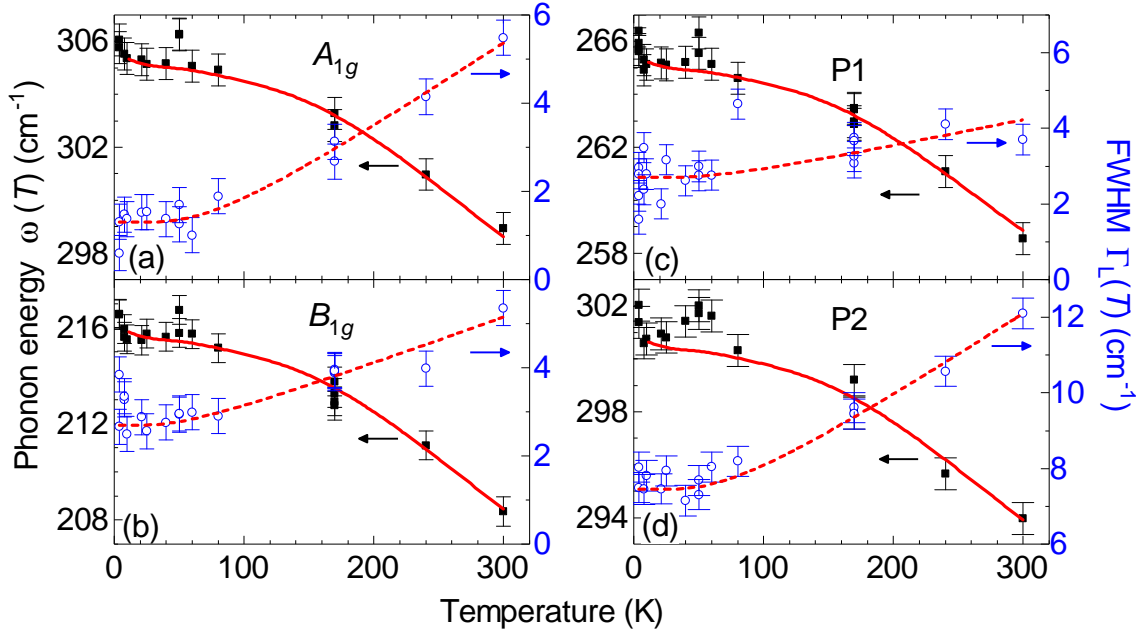 Phonon energy ω(T) (cm⁻¹)
306
302
298
A1g
(a)
6
4
2
0
266
262
258
P1
(c)
6
4
2
0
FWHM ΓL(T) (cm⁻¹)
216
212
208
B1g
(b)
6
4
2
0
302
298
294
P2
(d)
12
10
8
6
0 100 200 300
0 100 200 300
Temperature (K)